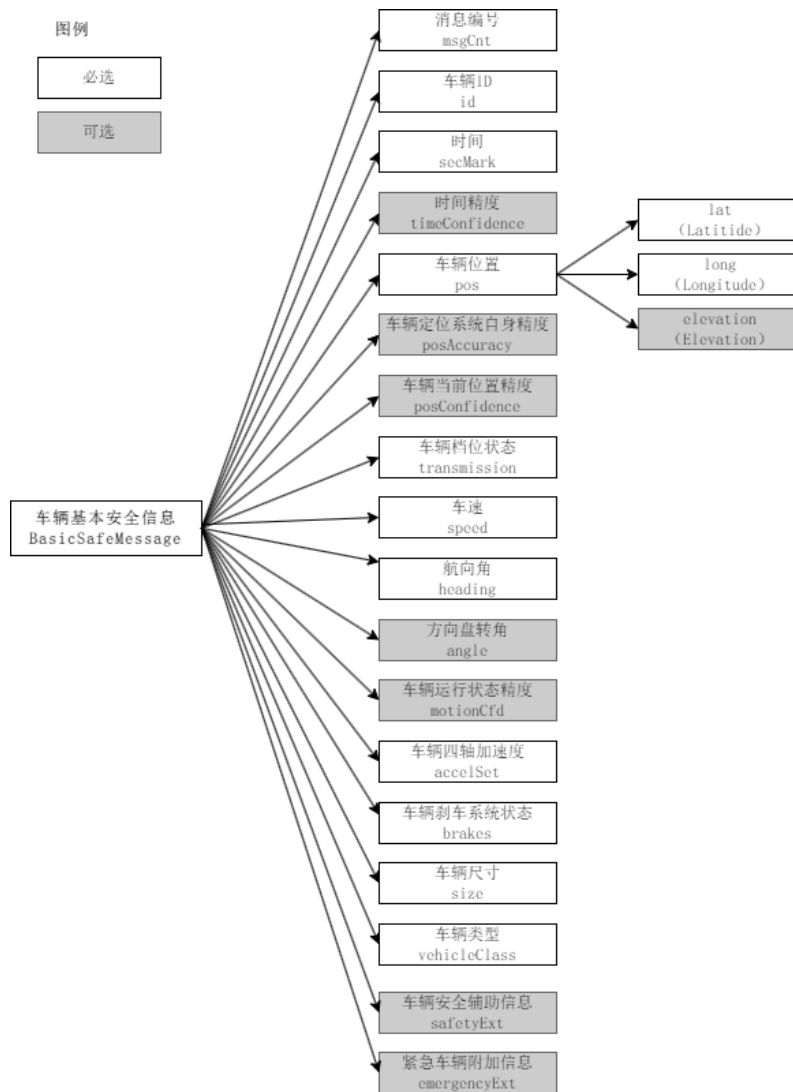 图例
必选
可选
车辆基本安全信息
BasicSafeMessage
消息编号
msgCnt
车辆ID
id
时间
secMark
时间精度
timeConfidence
车辆位置
pos
lat
(Latitide)
long
(Longitude)
elevation
(Elevation)
车辆定位系统自身精度
posAccuracy
车辆当前位置精度
posConfidence
车辆档位状态
transmission
车速
speed
航向角
heading
方向盘转角
angle
车辆运行状态精度
motionCfd
车辆四轴加速度
accelSet
车辆刹车系统状态
brakes
车辆尺寸
size
车辆类型
vehicleClass
车辆安全辅助信息
safetyExt
紧急车辆附加信息
emergencyExt